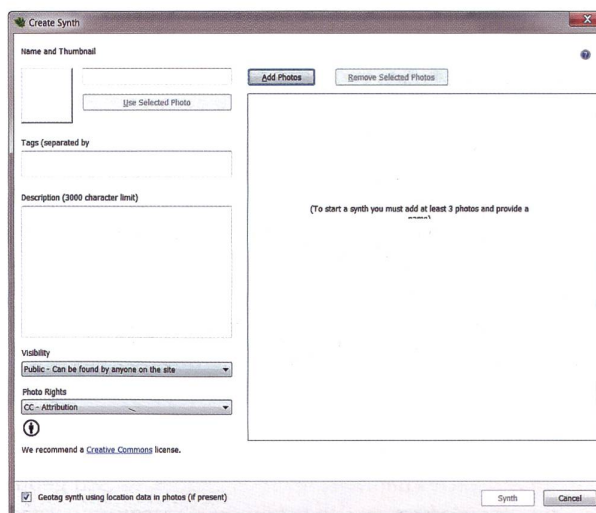 Create Synth
Name and Thumbnail
Add Photos
Remove Selected Photos
Use Selected Photo
Tags (separated by
Description (3000 character limit)
(To start a synth you must add at least 3 photos and provide a
name)
Visibility
Public - Can be found by anyone on the site
Photo Rights
CC - Attribution
We recommend a Creative Commons license.
Geotag synth using location data in photos (if present)
Synth
Cancel